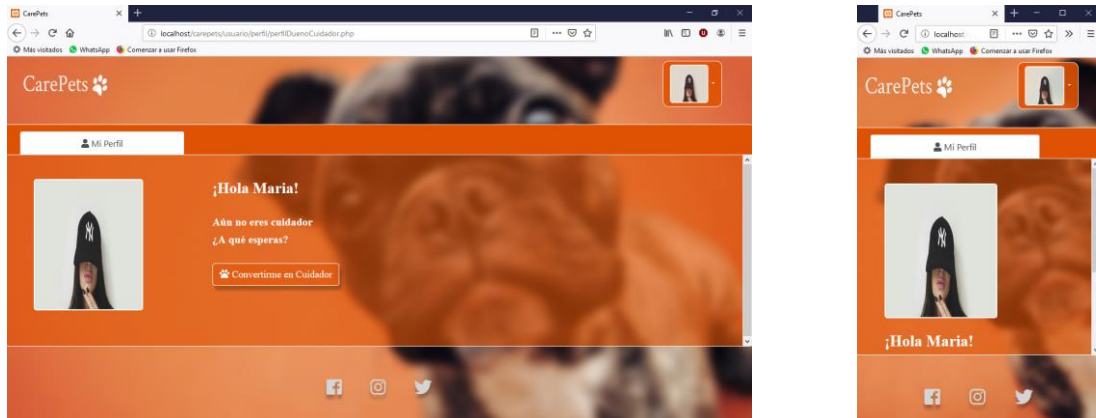 CarePets
localhost/carepets/usuario/perfil/perfilDuenoCuidador.php
Más visitados WhatsApp Comenzar a usar Firefox
CarePets
Mi Perfil
¡Hola Maria!
Aún no eres cuidador
¿A qué esperas?
Convertirme en Cuidador
CarePets
localhost
Más visitados WhatsApp Comenzar a usar Firefox
CarePets
Mi Perfil
¡Hola Maria!